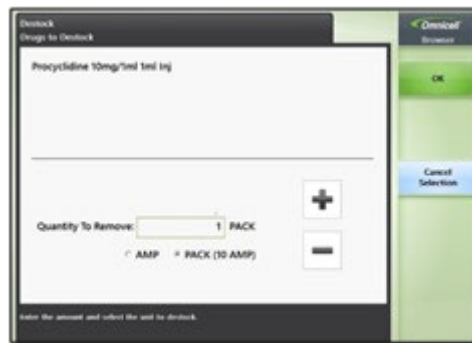 Destock
Drugs to Destock
Omnicell
Browser
Procyclidine 10mg/1ml 1ml Inj
OK
Cancel
Selection
Quantity To Remove: 1 PACK
AMP PACK (10 AMP)
Enter the amount and select the unit to destock.